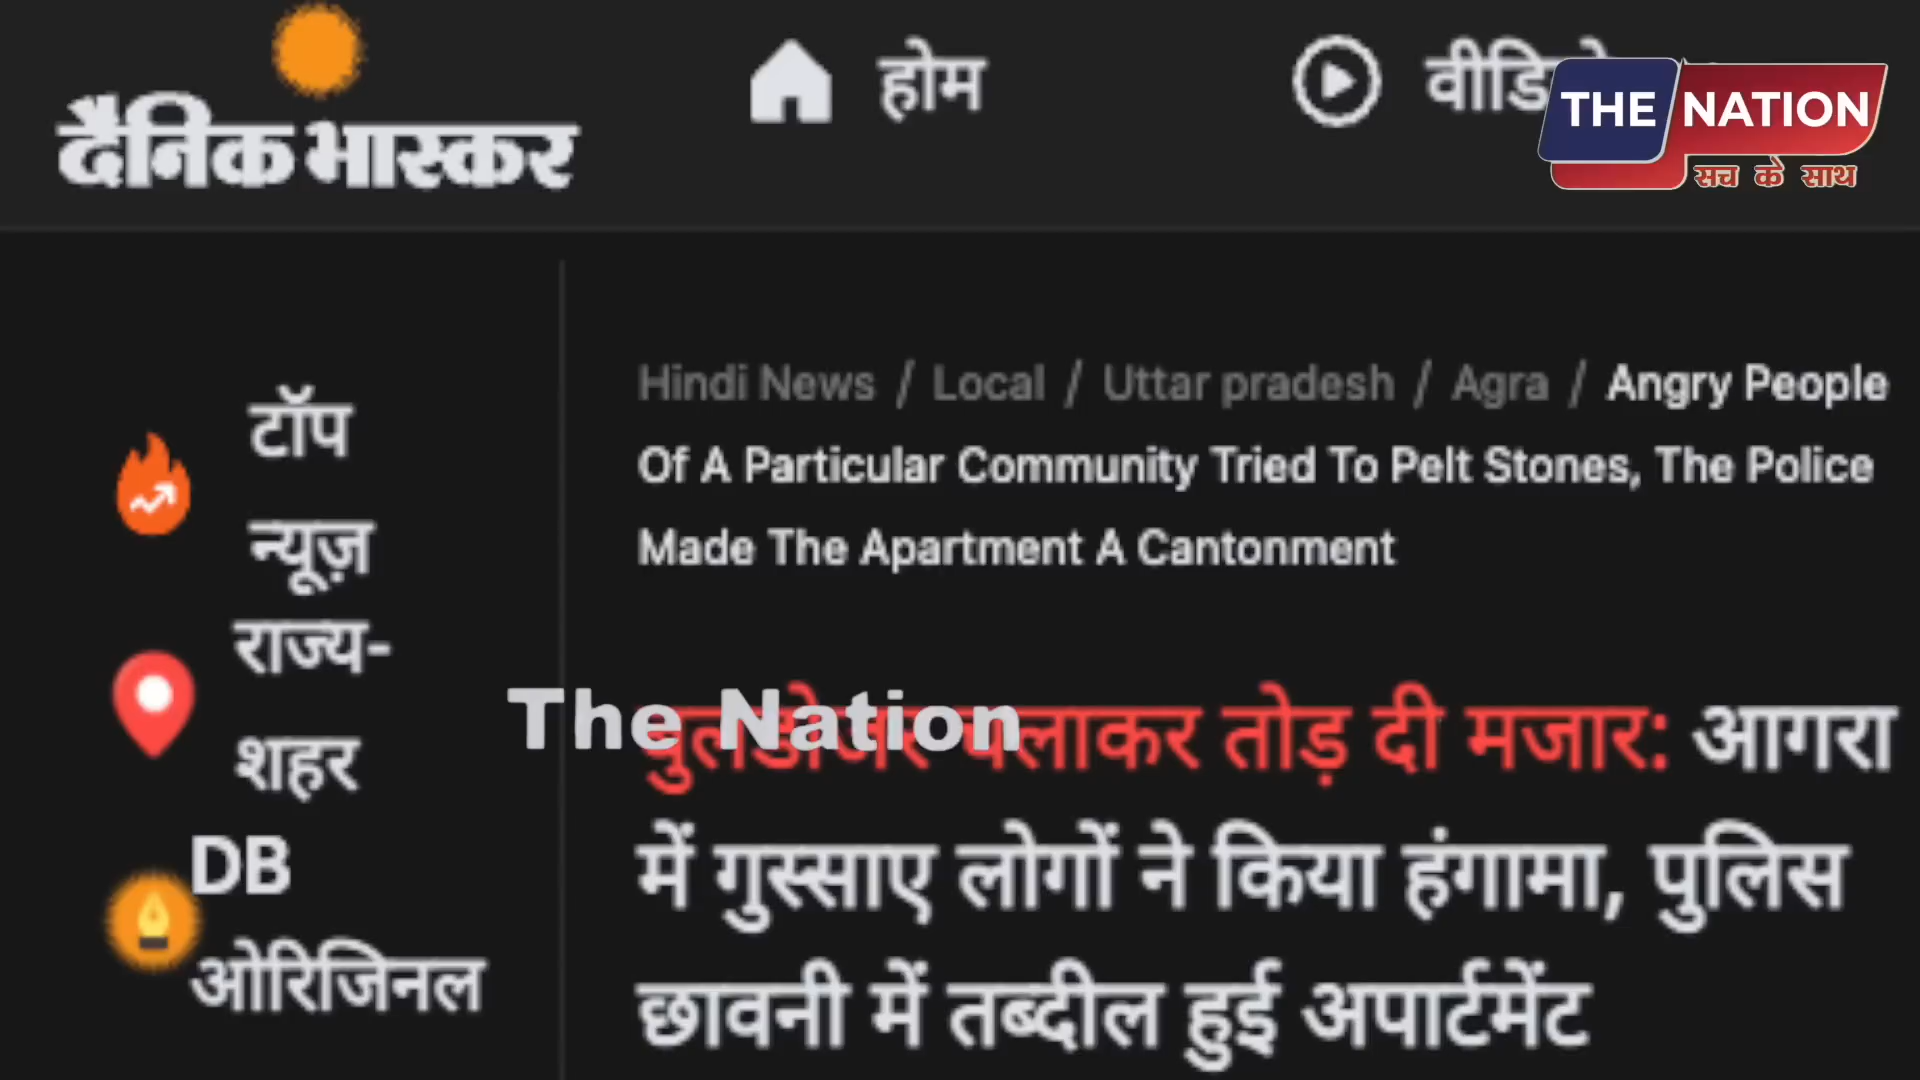 दैनिक भास्कर
होम
THE NATION
सच के साथ
टॉप
न्यूज़
राज्य-
शहर
DB
ओरिजिनल
Hindi News / Local / Uttar pradesh / Agra / Angry People
Of A Particular Community Tried To Pelt Stones, The Police
Made The Apartment A Cantonment
The Nation
तोड़ दी मजार: आगरा
में गुस्साए लोगों ने किया हंगामा, पुलिस
छावनी में तब्दील हुई अपार्टमेंट